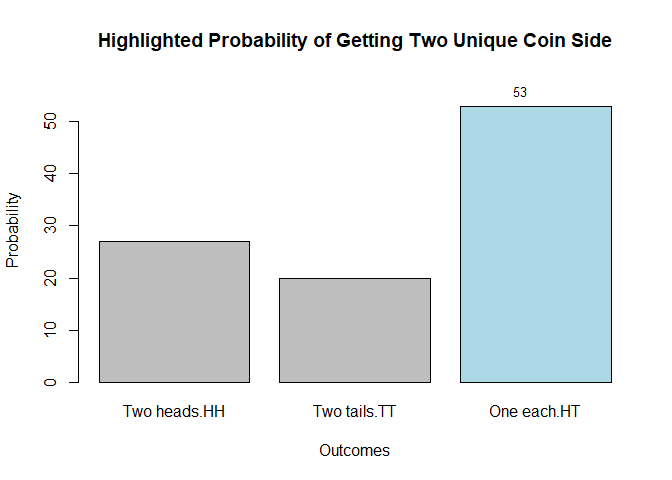 Highlighted Probability of Getting Two Unique Coin Side
53
Probability
50
40
30
20
10
0
Two heads.HH
Two tails.TT
One each.HT
Outcomes